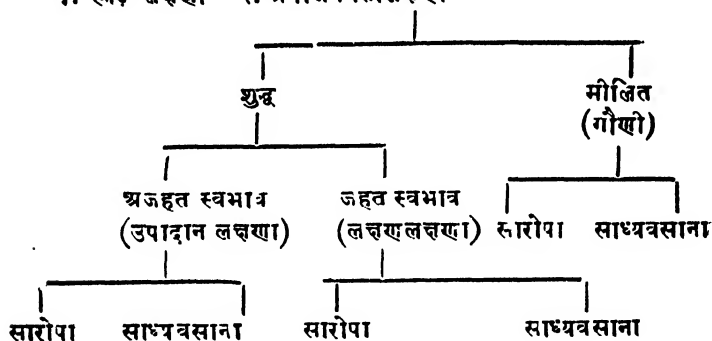 शुद्ध मीलित
(गौणी)
अजहत स्वभाव जहत स्वभाव
(उपादान लक्षणा) (लक्षणलक्षणा) सारोपा साध्यवसाना
सारोपा साध्यवसाना सारोपा साध्यवसाना